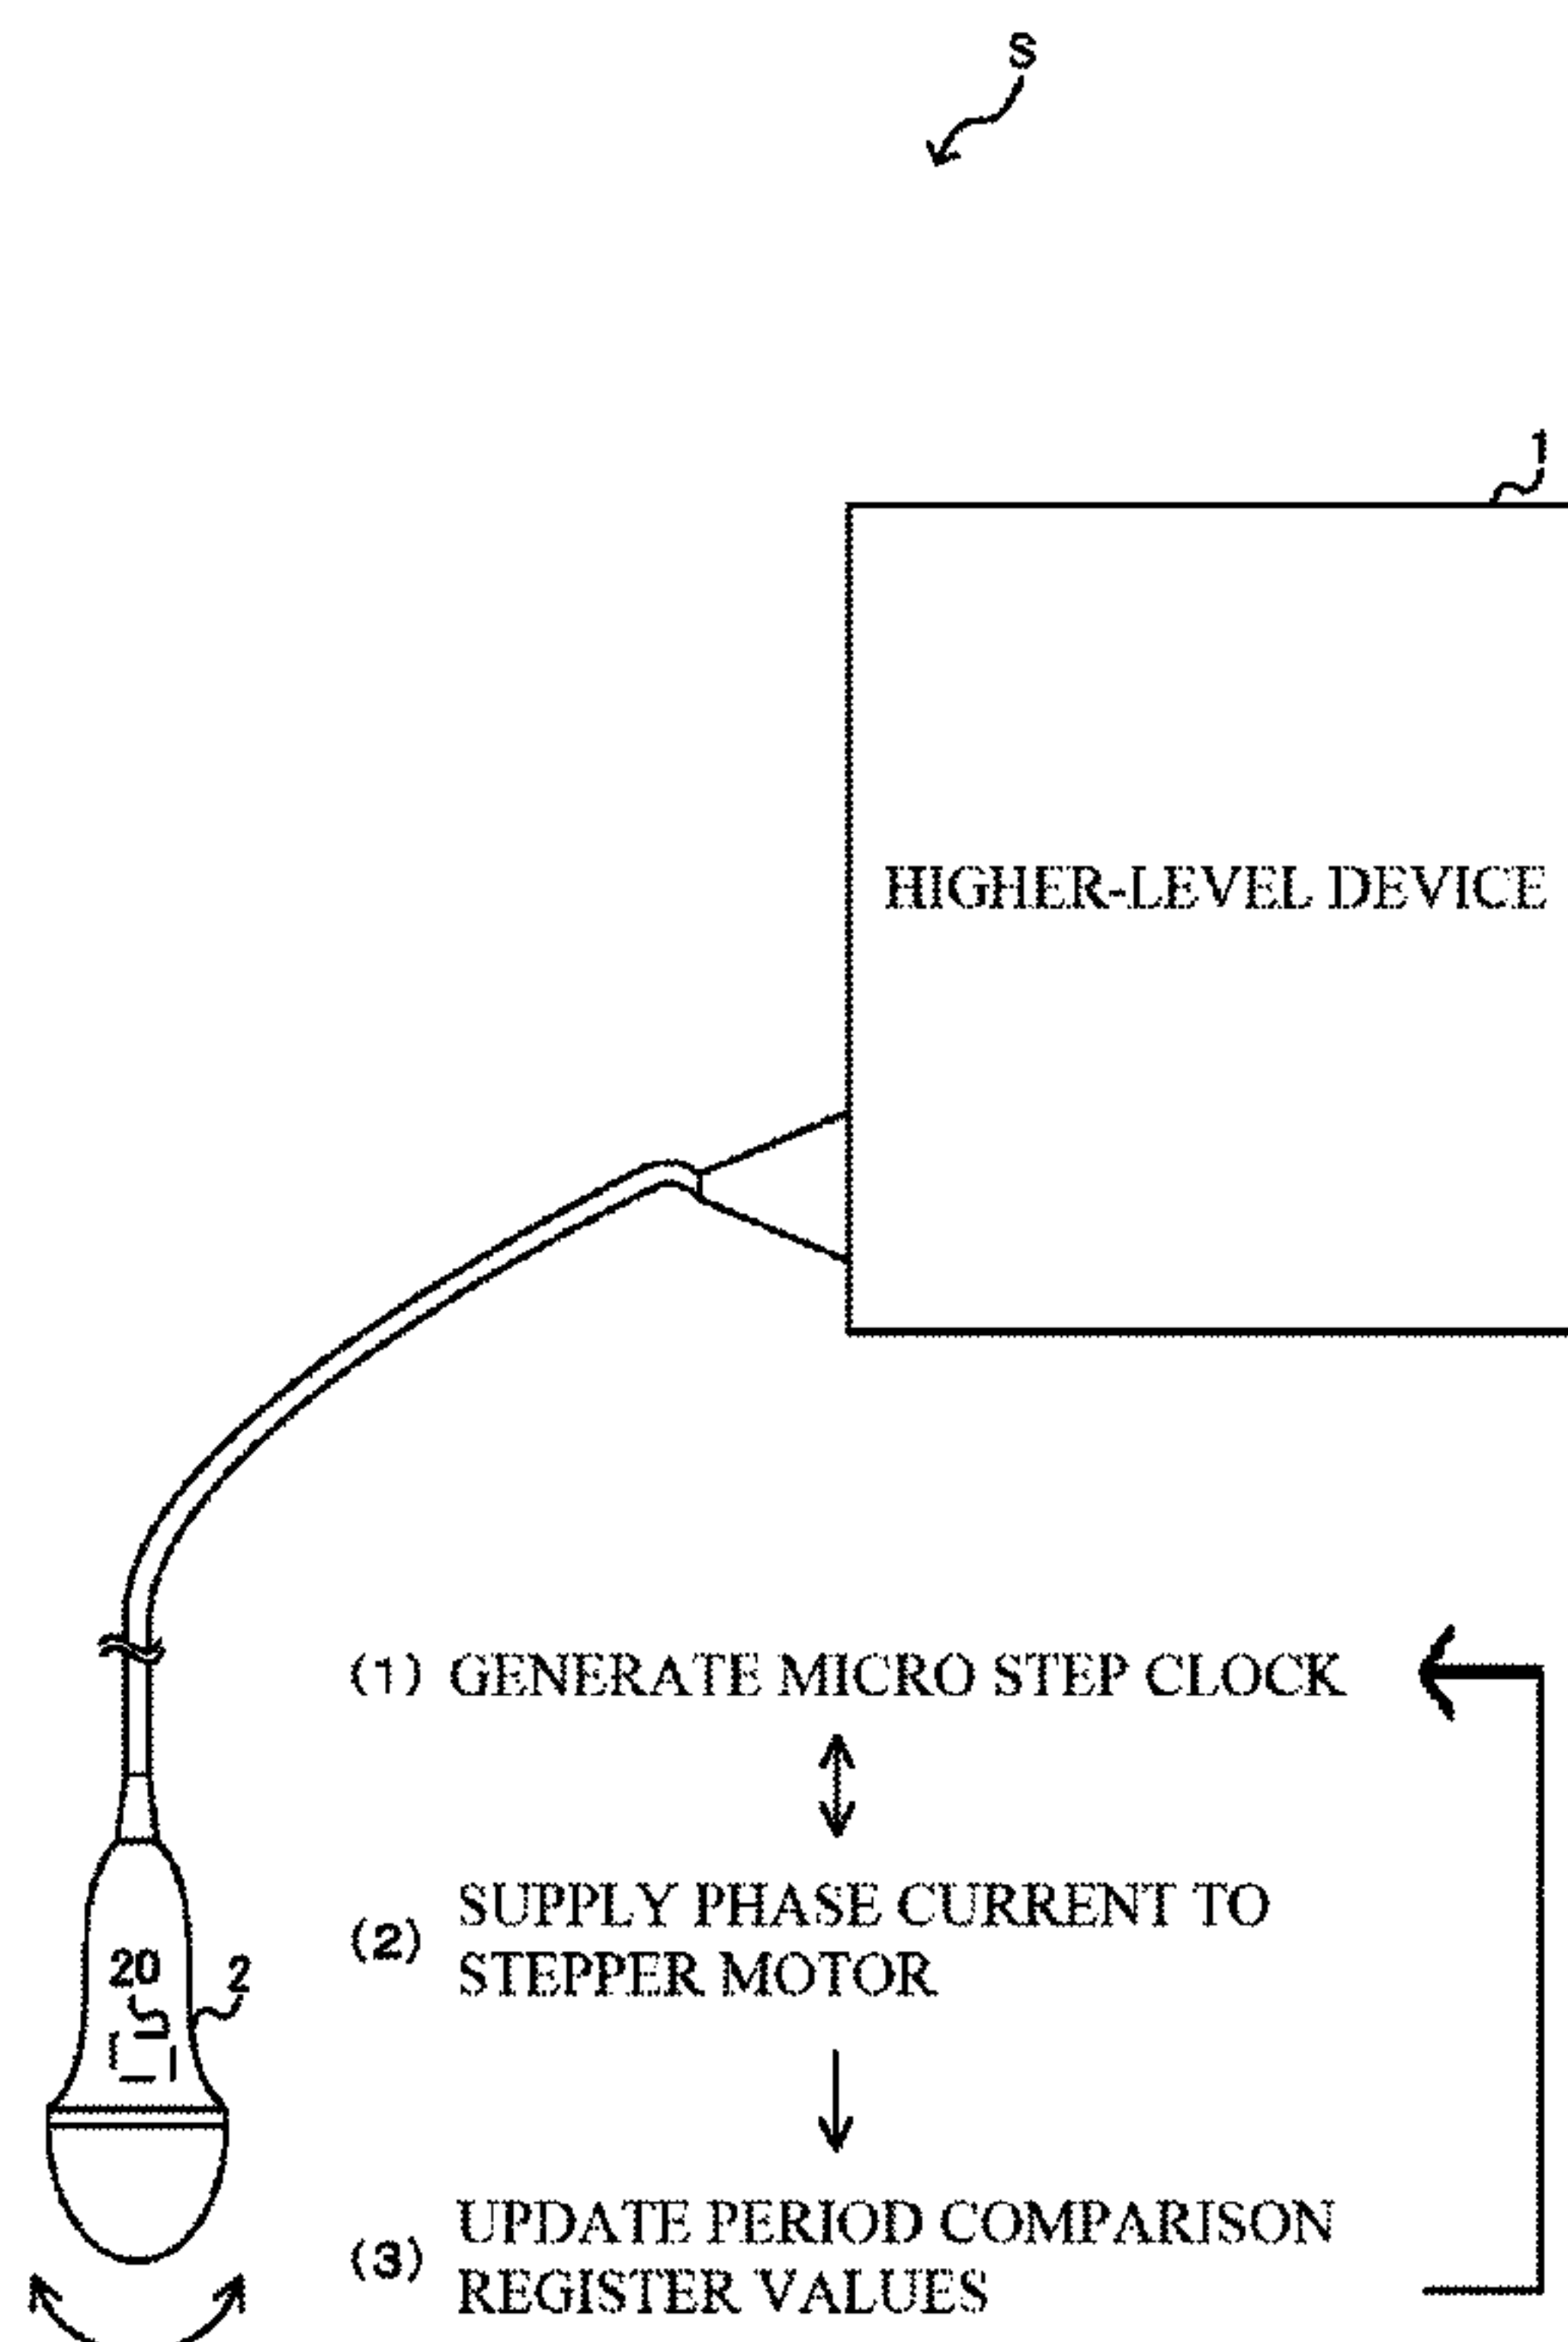 S
1
HIGHER-LEVEL DEVICE
(1) GENERATE MICRO STEP CLOCK
(2) SUPPLY PHASE CURRENT TO
STEPPER MOTOR
20 2
(3) UPDATE PERIOD COMPARISON
REGISTER VALUES